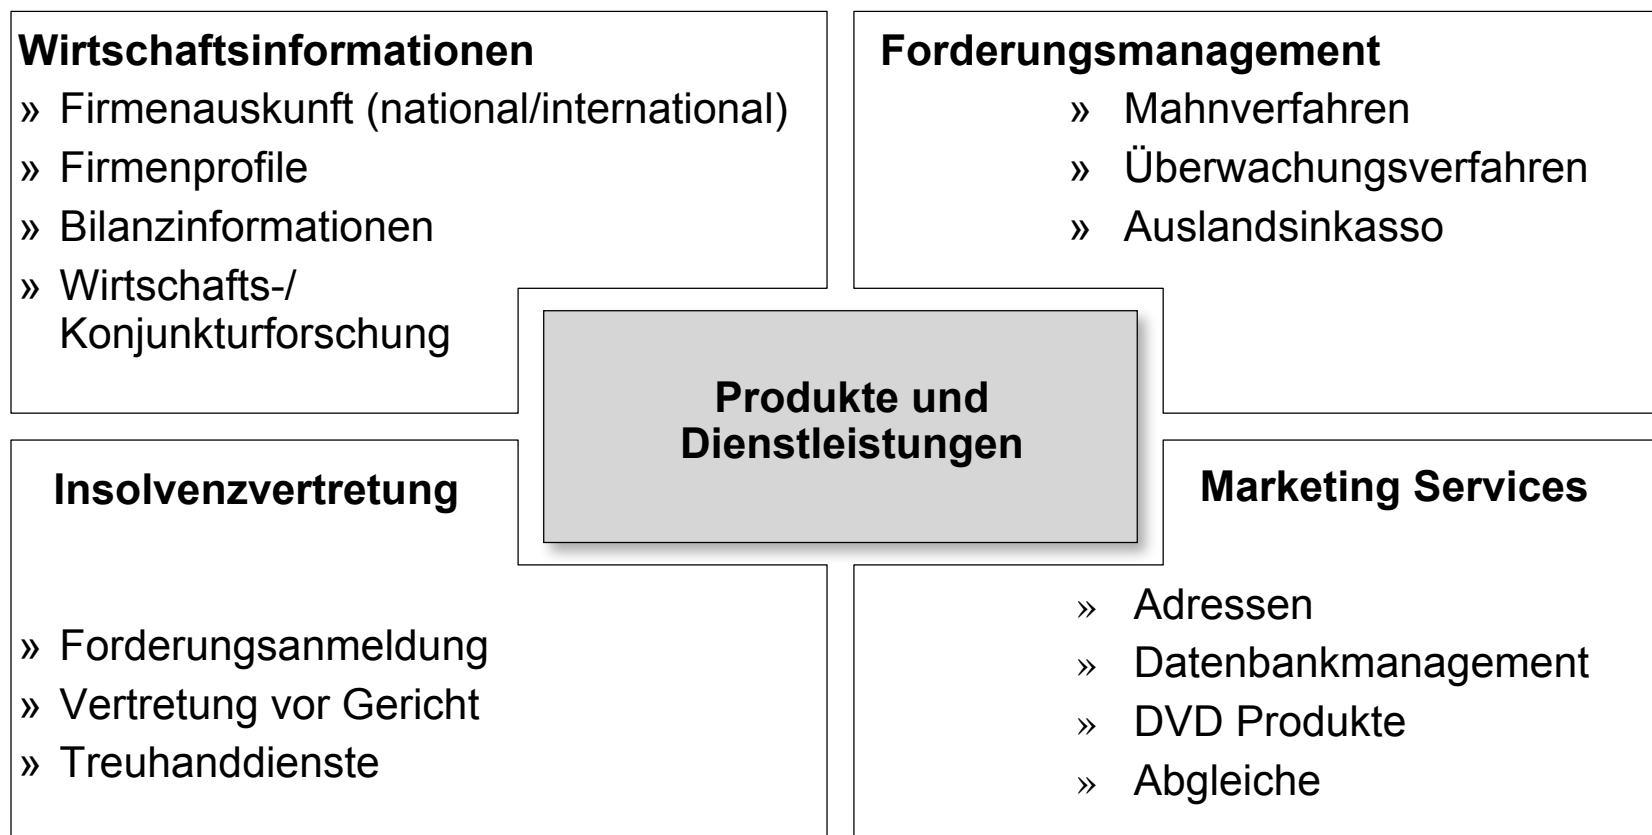 Wirtschaftsinformationen
» Firmenauskunft (national/international)
» Firmenprofile
» Bilanzinformationen
» Wirtschafts-/
Konjunkturforschung
Forderungsmanagement
» Mahnverfahren
» Überwachungsverfahren
» Auslandsinkasso
Produkte und
Dienstleistungen
Insolvenzvertretung
» Forderungsanmeldung
» Vertretung vor Gericht
» Treuhanddienste
Marketing Services
» Adressen
» Datenbankmanagement
» DVD Produkte
» Abgleiche